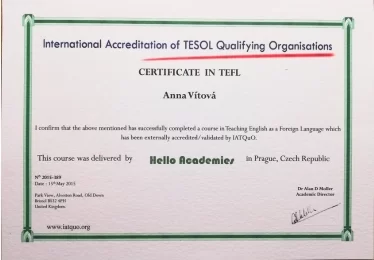 International Accreditation of TESOL Qualifying Organisations
CERTIFICATE IN TEFL
Anna Vítová
I confirm that the above mentioned has successfully completed a course in Teaching English as a Foreign Language which
has been externally accredited/validated by IATQuO.
This course was delivered by Hello Academies in Prague, Czech Republic
Nº 2015-389
Date : 15th May 2015
Dr Alan D Moller
Academic Director
Park View, Alveston Road, Old Down
Bristol BS32 4PH
United Kingdom
www.iatquo.org